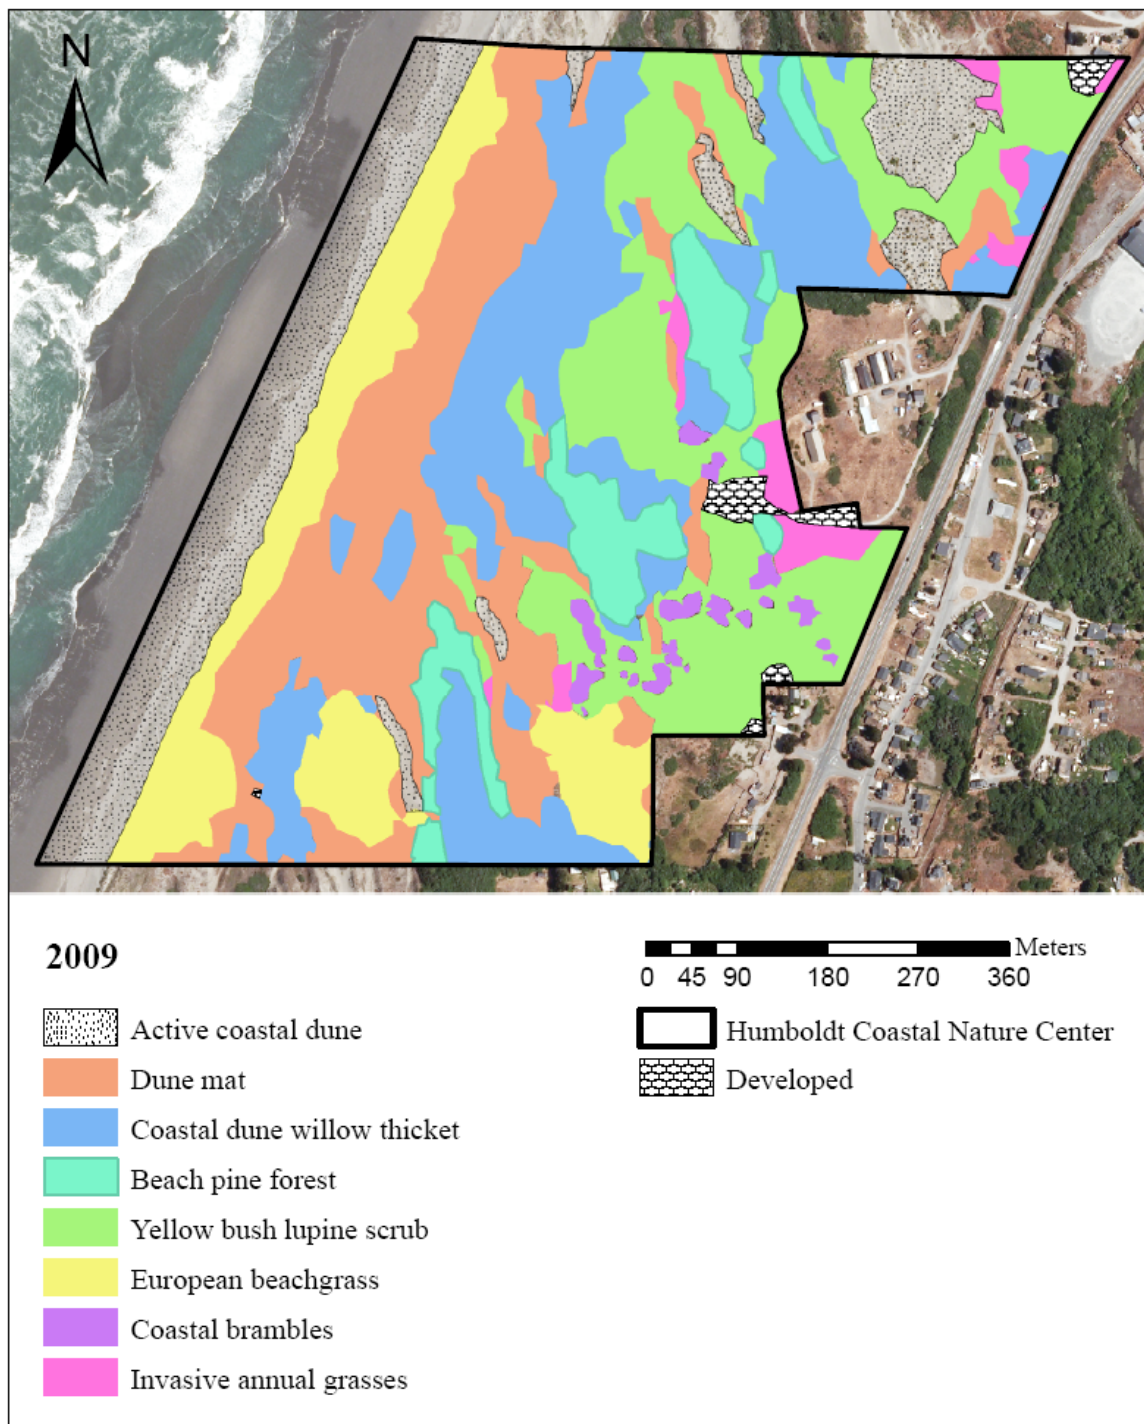 N
2009
Meters
0 45 90 180 270 360
Active coastal dune
Humboldt Coastal Nature Center
Dune mat
Developed
Coastal dune willow thicket
Beach pine forest
Yellow bush lupine scrub
European beachgrass
Coastal brambles
Invasive annual grasses